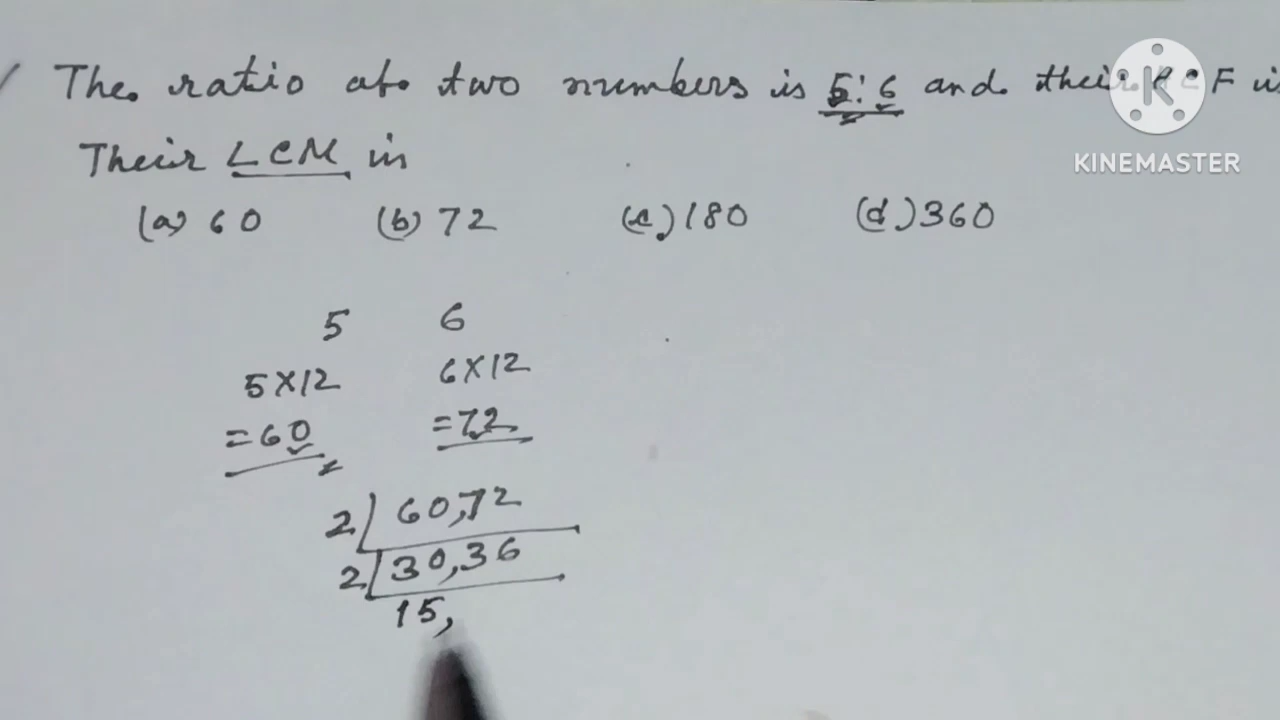 The ratio of two numbers is 5:6 and their HCF i
Their LCM is
(a) 60 (b) 72 (c) 180 (d) 360
5 6
5×12 6×12
=60 =72
2 60,72
2 30,36
15,
KINEMASTER